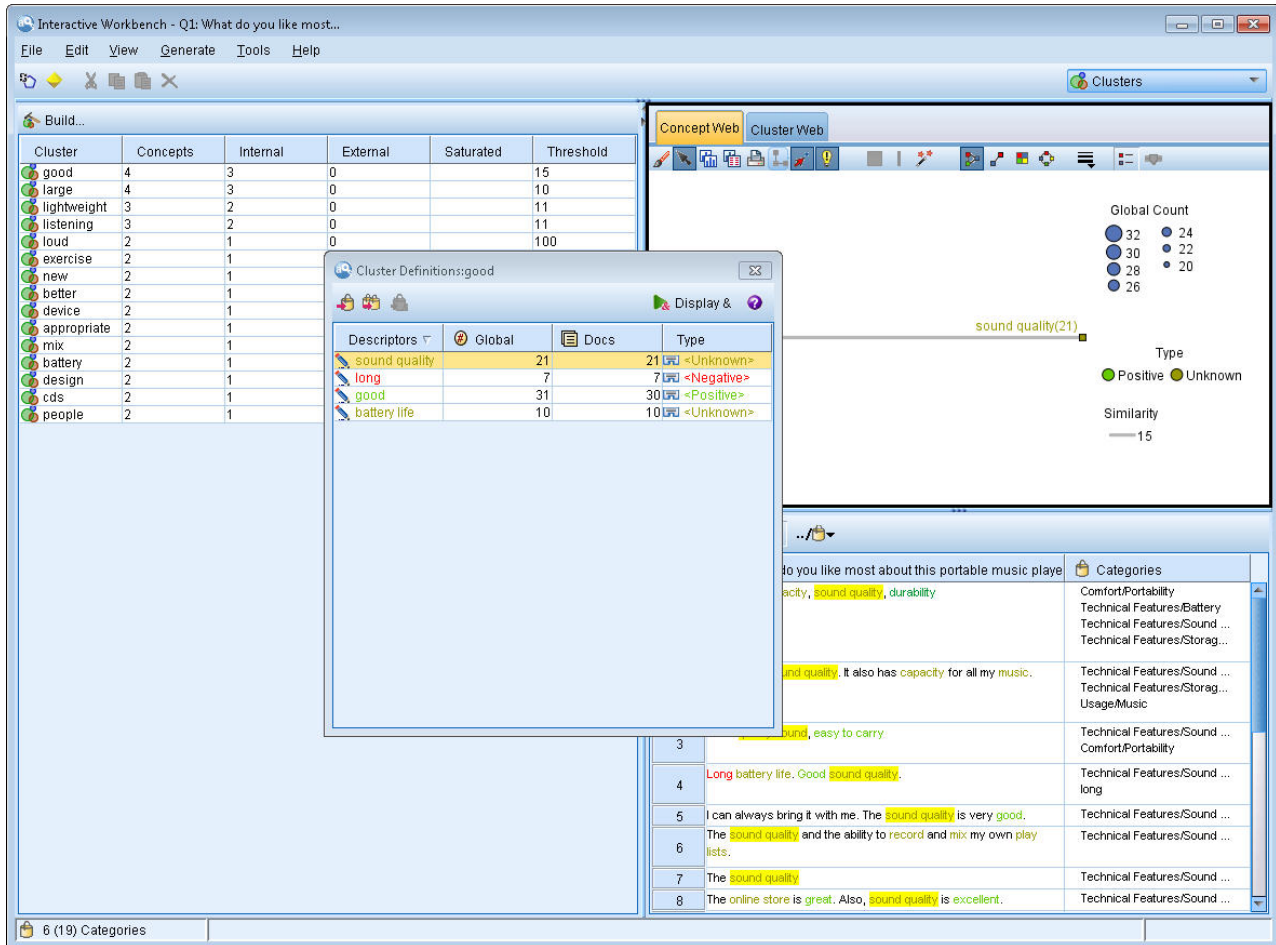 Interactive Workbench - Q1: What do you like most...
File Edit View Generate Tools Help
Clusters
Build...
Cluster Concepts Internal External Saturated Threshold
good 4 3 0 15
large 4 3 0 10
lightweight 3 2 0 11
listening 3 2 0 11
loud 2 1 0 100
exercise 2 1
new 2 1
better 2 1
device 2 1
appropriate 2 1
mix 2 1
battery 2 1
design 2 1
cds 2 1
people 2 1
Cluster Definitions:good
Display &
Descriptors Global Docs Type
sound quality 21 21 <Unknown>
long 7 7 <Negative>
good 31 30 <Positive>
battery life 10 10 <Unknown>
Concept Web Cluster Web
Global Count
32 24
30 22
28 20
26
sound quality(21)
Type
Positive Unknown
Similarity
15
../
do you like most about this portable music playe Categories
acity, sound quality, durability
Comfort/Portability
Technical Features/Battery
Technical Features/Sound ...
Technical Features/Storag...
und quality. It also has capacity for all my music.
Technical Features/Sound ...
Technical Features/Storag...
Usage/Music
3 ound, easy to carry
Technical Features/Sound ...
Comfort/Portability
4 Long battery life. Good sound quality.
Technical Features/Sound ...
long
5 I can always bring it with me. The sound quality is very good.
Technical Features/Sound ...
6 The sound quality and the ability to record and mix my own play
lists.
Technical Features/Sound ...
7 The sound quality
Technical Features/Sound ...
8 The online store is great. Also, sound quality is excellent.
Technical Features/Sound ...
6 (19) Categories